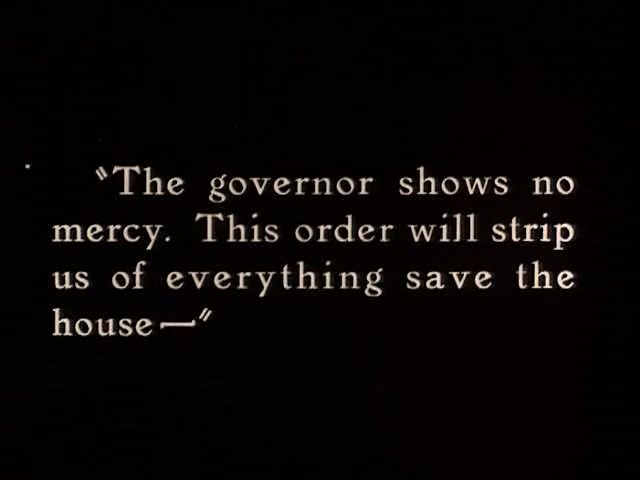 "The governor shows no
mercy. This order will strip
us of everything save the
house—"